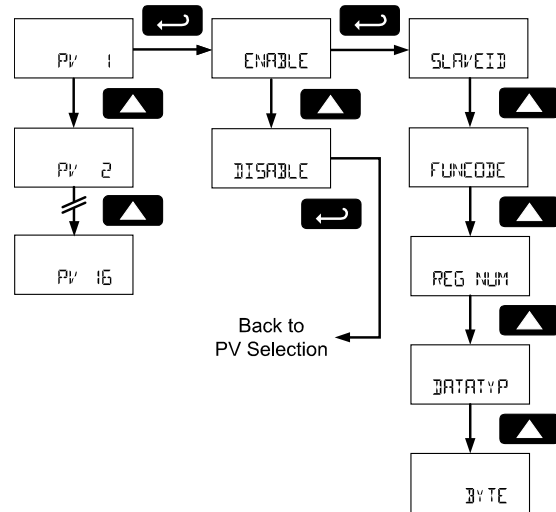 PV 1
ENABLE
SLAVEID
PV 2
DISABLE
FUNCODE
PV 16
REG NUM
Back to
PV Selection
DATATYP
BYTE